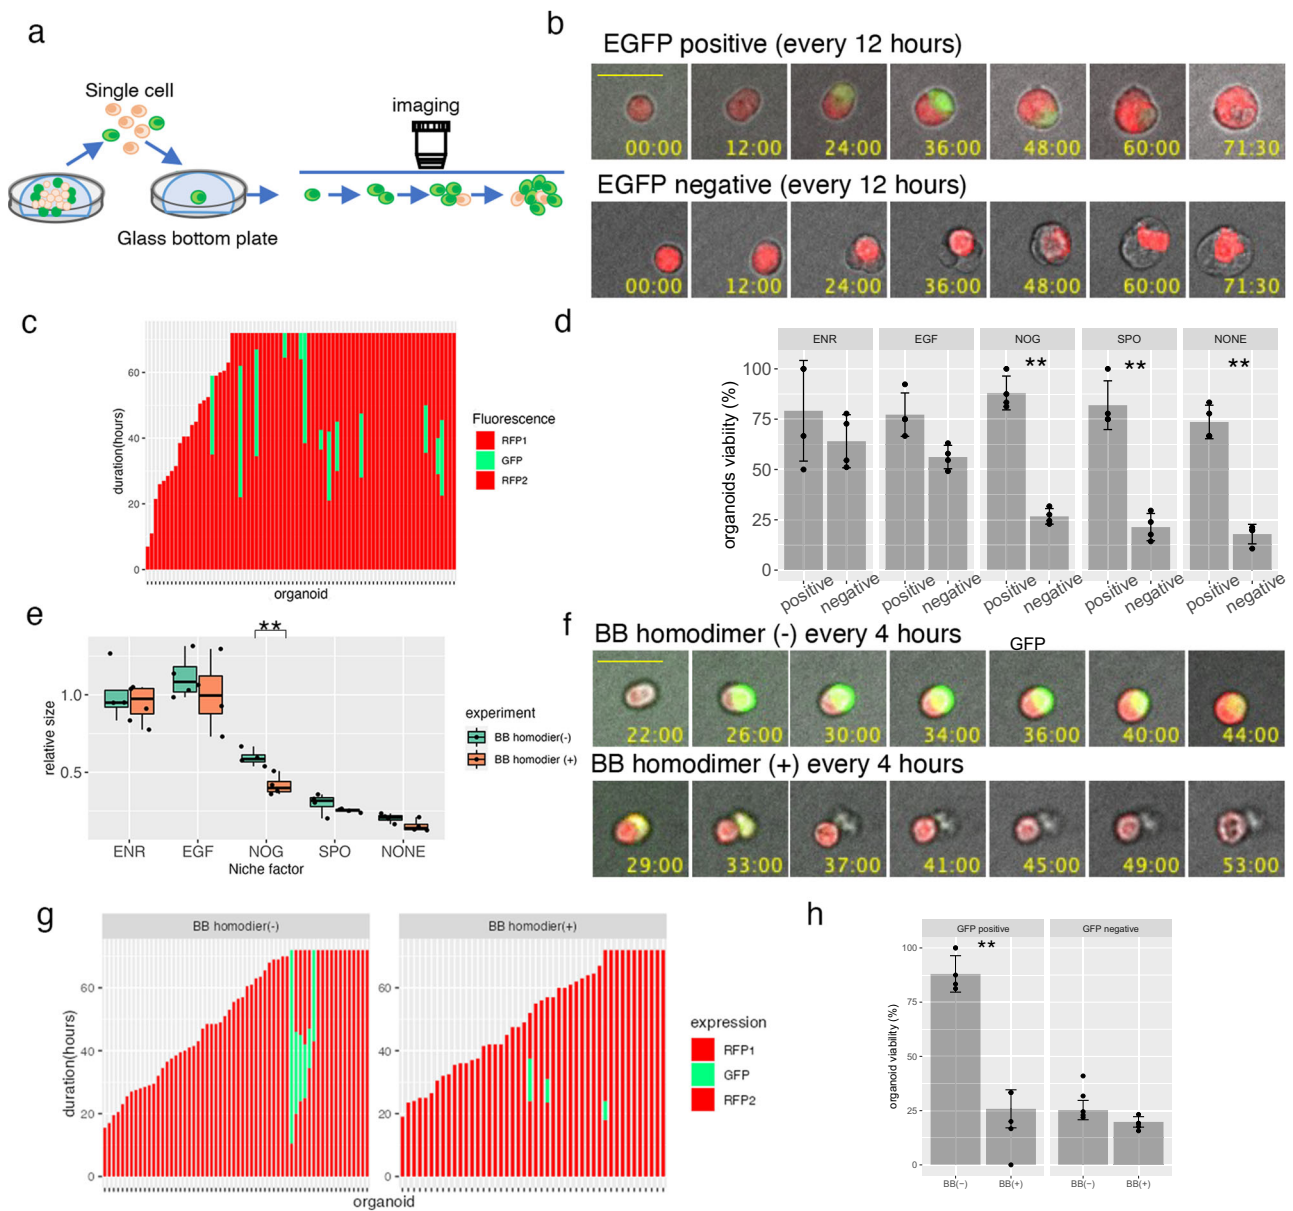 a
Single cell
imaging
Glass bottom plate
b
EGFP positive (every 12 hours)
00:00 12:00 24:00 36:00 48:00 60:00 71:30
EGFP negative (every 12 hours)
00:00 12:00 24:00 36:00 48:00 60:00 71:30
c
60
40
20
0
duration(hours)
organoid
Fluorescence
RFP1
GFP
RFP2
d
ENR EGF NOG SPO NONE
** ** **
100
75
50
25
0
organoids viabiity (%)
positive negative positive negative positive negative positive negative positive negative
e
**
1.0
0.5
relative size
ENR EGF NOG SPO NONE
Niche factor
experiment
BB homodier(-)
BB homodier (+)
f
BB homodimer (-) every 4 hours
GFP
22:00 26:00 30:00 34:00 36:00 40:00 44:00
BB homodimer (+) every 4 hours
29:00 33:00 37:00 41:00 45:00 49:00 53:00
g
BB homodier(-) BB homodier(+)
60 60
40 40
20 20
0 0
duration(hours)
organoid
expression
RFP1
GFP
RFP2
h
GFP positive GFP negative
**
100
75
50
25
0
organoid viability (%)
BB(−) BB(+) BB(−) BB(+)